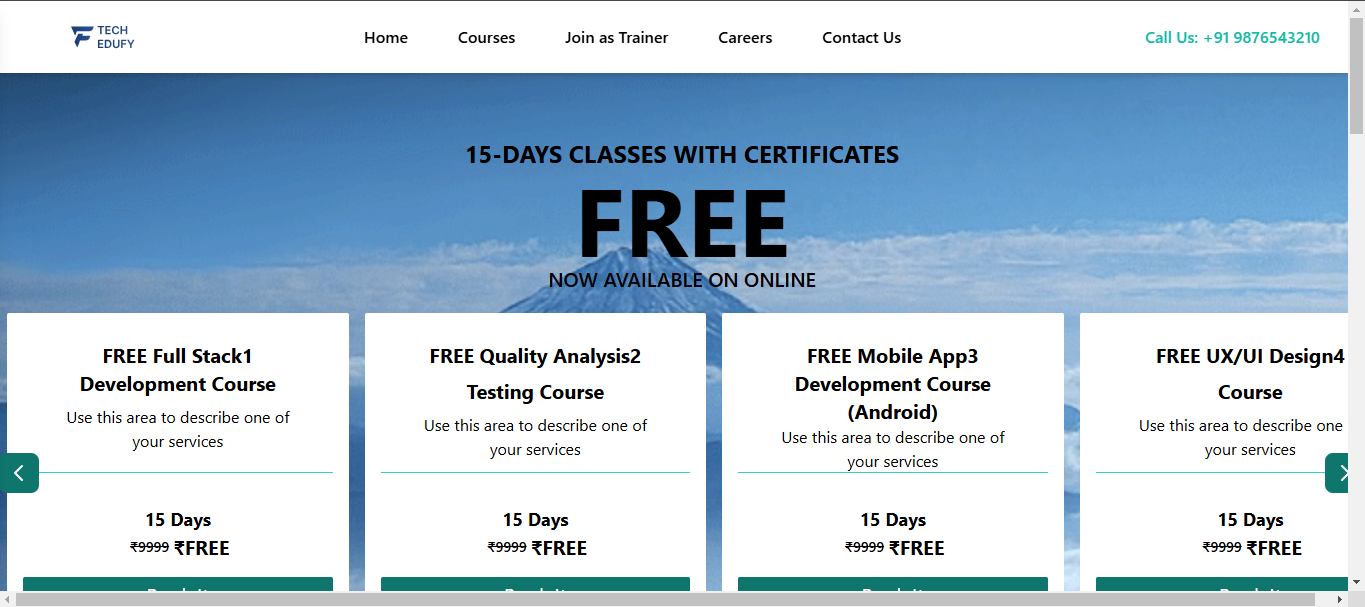 TECH
EDUFY
Home Courses Join as Trainer Careers Contact Us Call Us: +91 9876543210
15-DAYS CLASSES WITH CERTIFICATES
FREE
NOW AVAILABLE ON ONLINE
FREE Full Stack1
Development Course
Use this area to describe one of
your services
15 Days
₹9999 ₹FREE
FREE Quality Analysis2
Testing Course
Use this area to describe one of
your services
15 Days
₹9999 ₹FREE
FREE Mobile App3
Development Course
(Android)
Use this area to describe one of
your services
15 Days
₹9999 ₹FREE
FREE UX/UI Design4
Course
Use this area to describe one
your services
15 Days
₹9999 ₹FREE